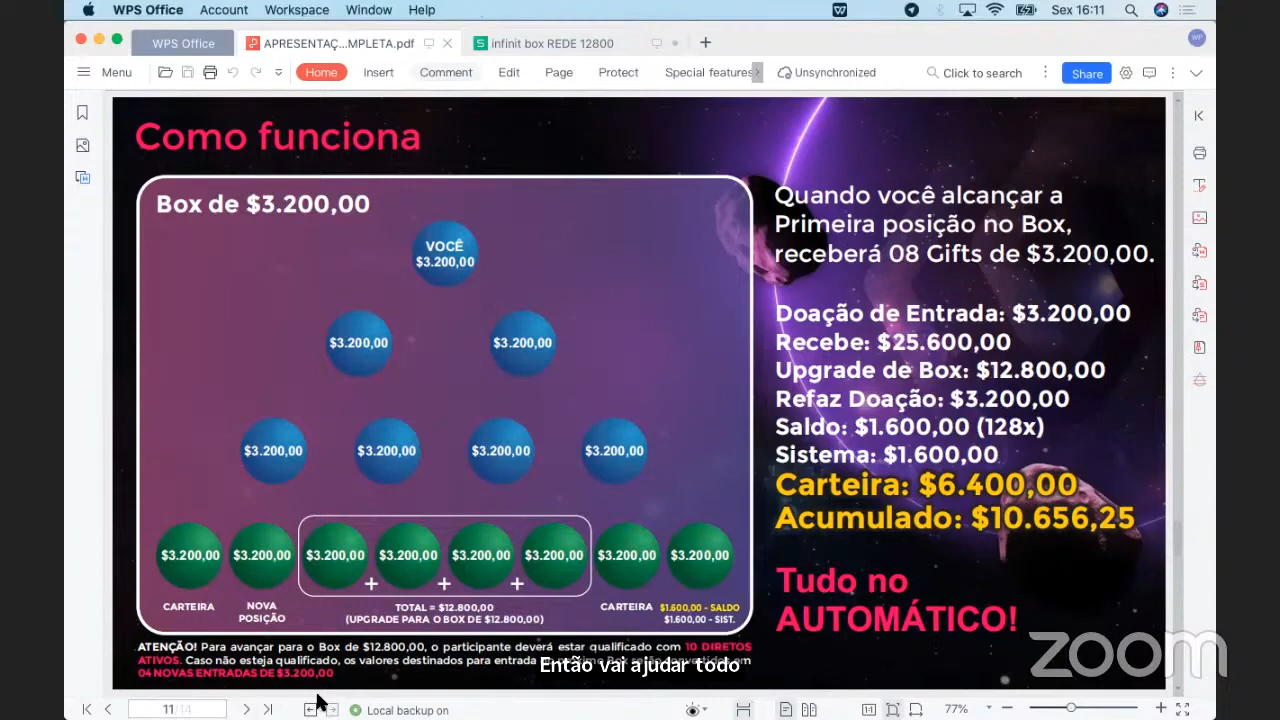 WPS Office Account Workspace Window Help
Sex 16:11
WPS Office
APRESENTAÇ...MPLETA.pdf
infinit box REDE 12800
WP
Menu
Home
Insert
Comment
Edit
Page
Protect
Special features
Unsynchronized
Click to search
Share
Como funciona
Box de $3.200,00
VOCÊ
$3.200,00
$3.200,00 $3.200,00
$3.200,00 $3.200,00 $3.200,00 $3.200,00
$3.200,00 $3.200,00 $3.200,00 $3.200,00 $3.200,00 $3.200,00 $3.200,00 $3.200,00
+ + +
CARTEIRA
NOVA
POSIÇÃO
TOTAL = $12.800,00
(UPGRADE PARA O BOX DE $12.800,00)
CARTEIRA
$1.600,00 - SALDO
$1.600,00 - SIST.
ATENÇÃO! Para avançar para o Box de $12.800,00, o participante deverá estar qualificado com 10 DIRETOS
ATIVOS. Caso não esteja qualificado, os valores destinados para entrada em
04 NOVAS ENTRADAS DE $3.200,00
Quando você alcançar a
Primeira posição no Box,
receberá 08 Gifts de $3.200,00.
Doação de Entrada: $3.200,00
Recebe: $25.600,00
Upgrade de Box: $12.800,00
Refaz Doação: $3.200,00
Saldo: $1.600,00 (128x)
Sistema: $1.600,00
Carteira: $6.400,00
Acumulado: $10.656,25
Tudo no
AUTOMÁTICO!
Então vai ajudar todo
zoom
11/14
Local backup on
77%